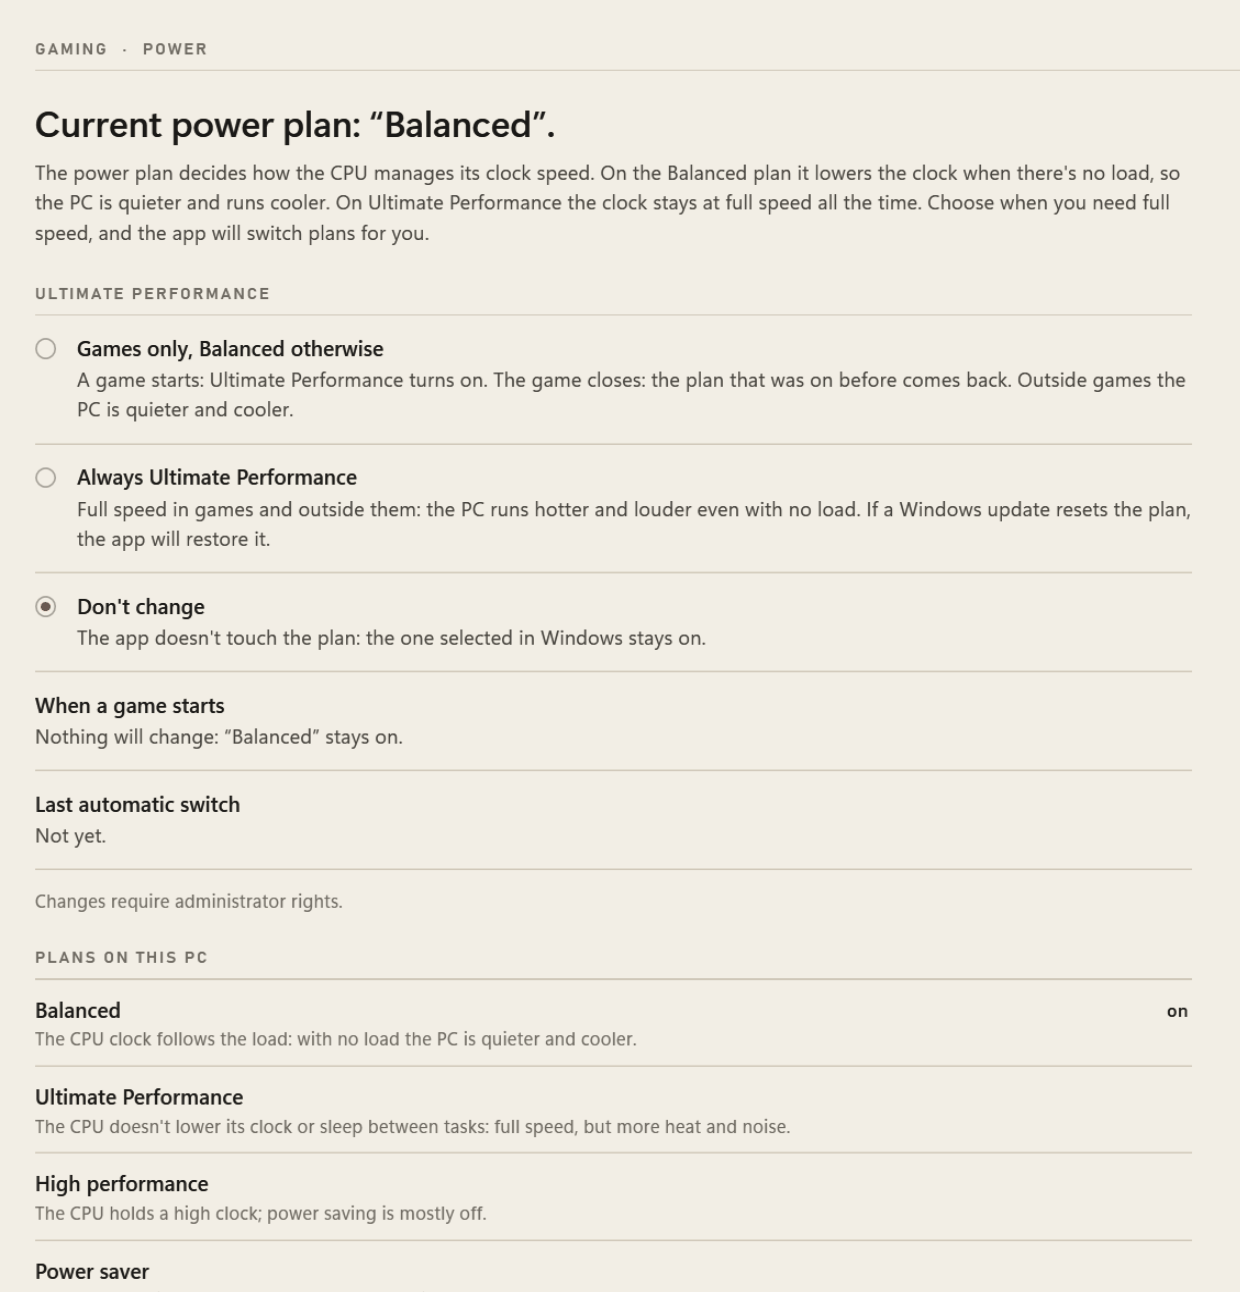 GAMING · POWER
Current power plan: “Balanced”.
The power plan decides how the CPU manages its clock speed. On the Balanced plan it lowers the clock when there's no load, so
the PC is quieter and runs cooler. On Ultimate Performance the clock stays at full speed all the time. Choose when you need full
speed, and the app will switch plans for you.
ULTIMATE PERFORMANCE
Games only, Balanced otherwise
A game starts: Ultimate Performance turns on. The game closes: the plan that was on before comes back. Outside games the
PC is quieter and cooler.
Always Ultimate Performance
Full speed in games and outside them: the PC runs hotter and louder even with no load. If a Windows update resets the plan,
the app will restore it.
Don't change
The app doesn't touch the plan: the one selected in Windows stays on.
When a game starts
Nothing will change: “Balanced” stays on.
Last automatic switch
Not yet.
Changes require administrator rights.
PLANS ON THIS PC
Balanced on
The CPU clock follows the load: with no load the PC is quieter and cooler.
Ultimate Performance
The CPU doesn't lower its clock or sleep between tasks: full speed, but more heat and noise.
High performance
The CPU holds a high clock; power saving is mostly off.
Power saver